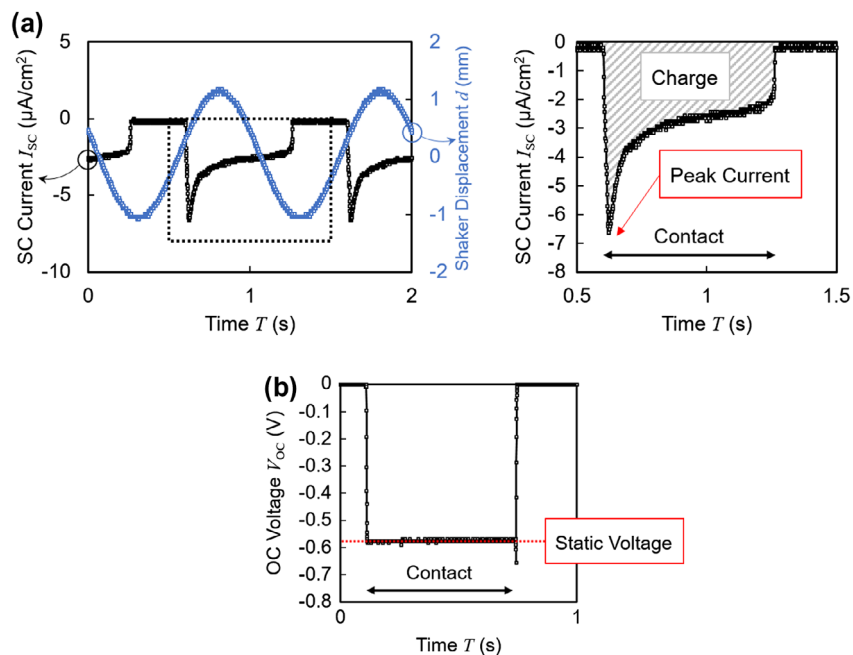 (a)
SC Current I_SC (µA/cm²)
5
0
-5
-10
0
1
2
Time T (s)
2
1
0
-1
-2
Shaker Displacement d (mm)
SC Current I_SC (µA/cm²)
0
-1
-2
-3
-4
-5
-6
-7
-8
Charge
Peak Current
Contact
0.5
1
1.5
Time T (s)
(b)
OC Voltage V_OC (V)
0
-0.1
-0.2
-0.3
-0.4
-0.5
-0.6
-0.7
-0.8
Static Voltage
Contact
0
1
Time T (s)